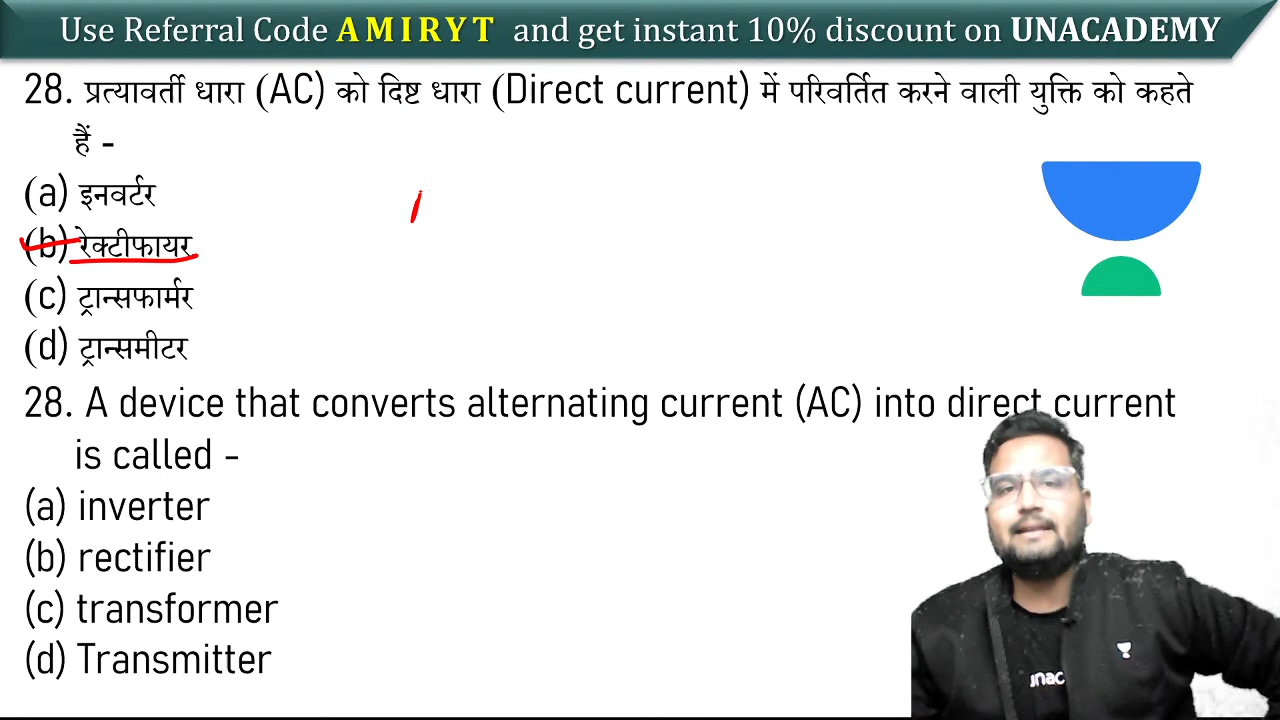 Use Referral Code AMIRYT and get instant 10% discount on UNACADEMY
28. प्रत्यावर्ती धारा (AC) को दिष्ट धारा (Direct current) में परिवर्तित करने वाली युक्ति को कहते
हैं -
(a) इनवर्टर
(b) रेक्टीफायर
(c) ट्रान्सफार्मर
(d) ट्रान्समीटर
28. A device that converts alternating current (AC) into direct current
is called -
(a) inverter
(b) rectifier
(c) transformer
(d) Transmitter
unac